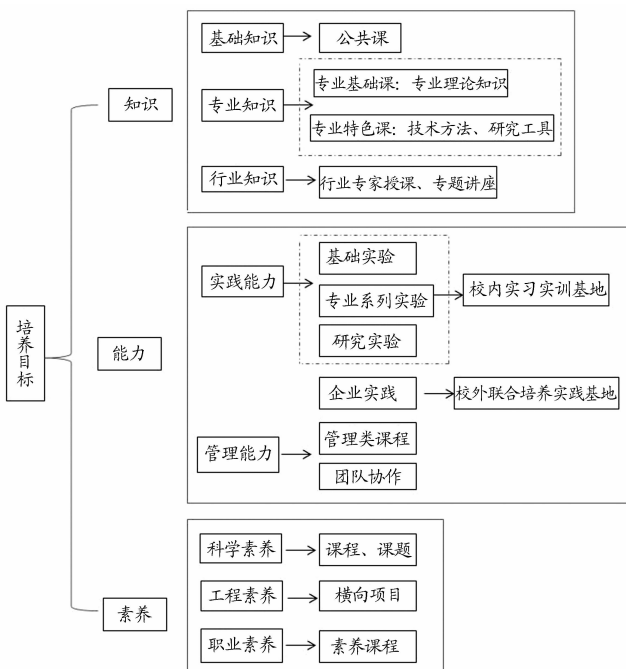 培养目标
知识
基础知识
公共课
专业知识
专业基础课：专业理论知识
专业特色课：技术方法、研究工具
行业知识
行业专家授课、专题讲座
能力
实践能力
基础实验
专业系列实验
研究实验
校内实习实训基地
企业实践
校外联合培养实践基地
管理能力
管理类课程
团队协作
素养
科学素养
课程、课题
工程素养
横向项目
职业素养
素养课程